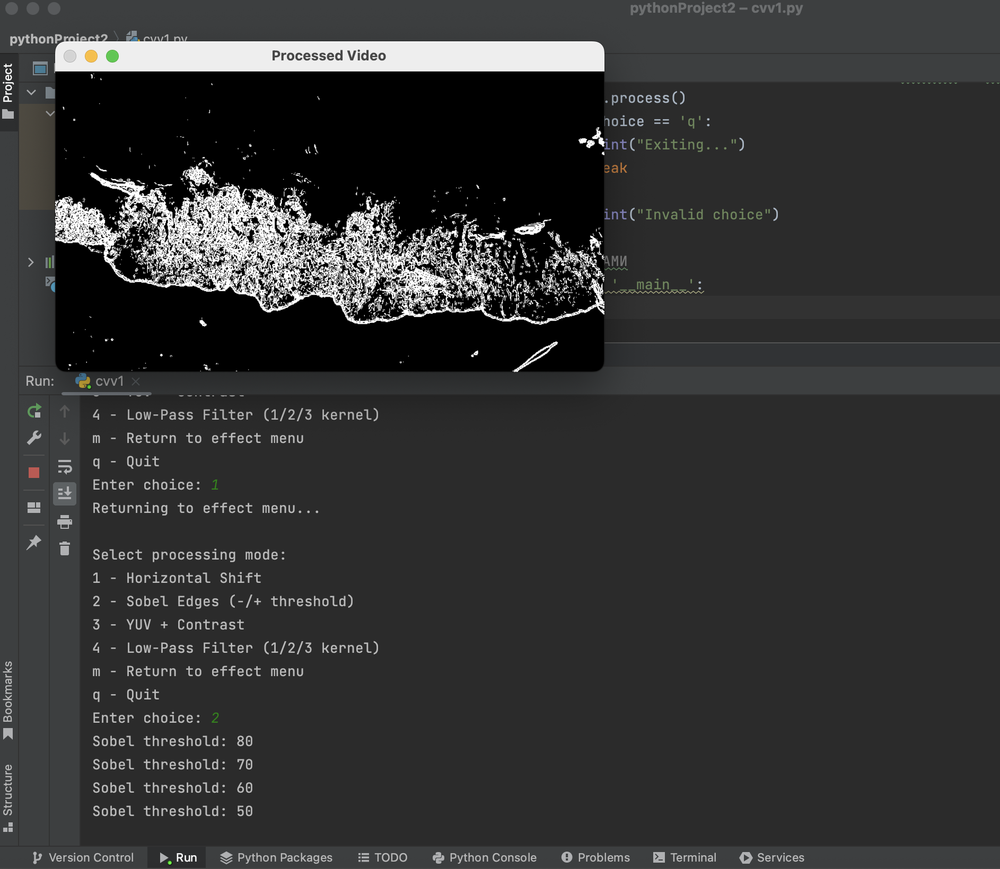 pythonProject2 – cvv1.py
pythonProject2
cvv1.py
Processed Video
Project
.process()
hoice == 'q':
int("Exiting...")
eak
int("Invalid choice")
АМИ
'__main__':
Run:
cvv1
Contrast
4 - Low-Pass Filter (1/2/3 kernel)
m - Return to effect menu
q - Quit
Enter choice: 1
Returning to effect menu...
Select processing mode:
1 - Horizontal Shift
2 - Sobel Edges (-/+ threshold)
3 - YUV + Contrast
4 - Low-Pass Filter (1/2/3 kernel)
m - Return to effect menu
q - Quit
Enter choice: 2
Sobel threshold: 80
Sobel threshold: 70
Sobel threshold: 60
Sobel threshold: 50
Bookmarks
Structure
Version Control
Run
Python Packages
TODO
Python Console
Problems
Terminal
Services